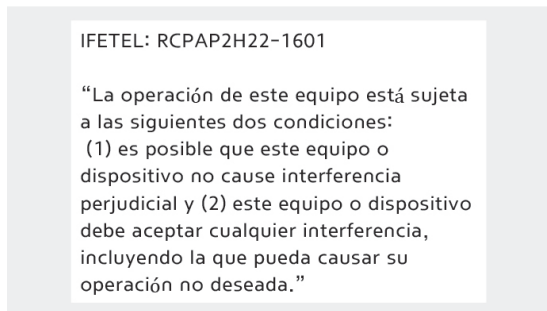 IFETEL: RCPAP2H22-1601
“La operación de este equipo está sujeta
a las siguientes dos condiciones:
(1) es posible que este equipo o
dispositivo no cause interferencia
perjudicial y (2) este equipo o dispositivo
debe aceptar cualquier interferencia,
incluyendo la que pueda causar su
operación no deseada.”